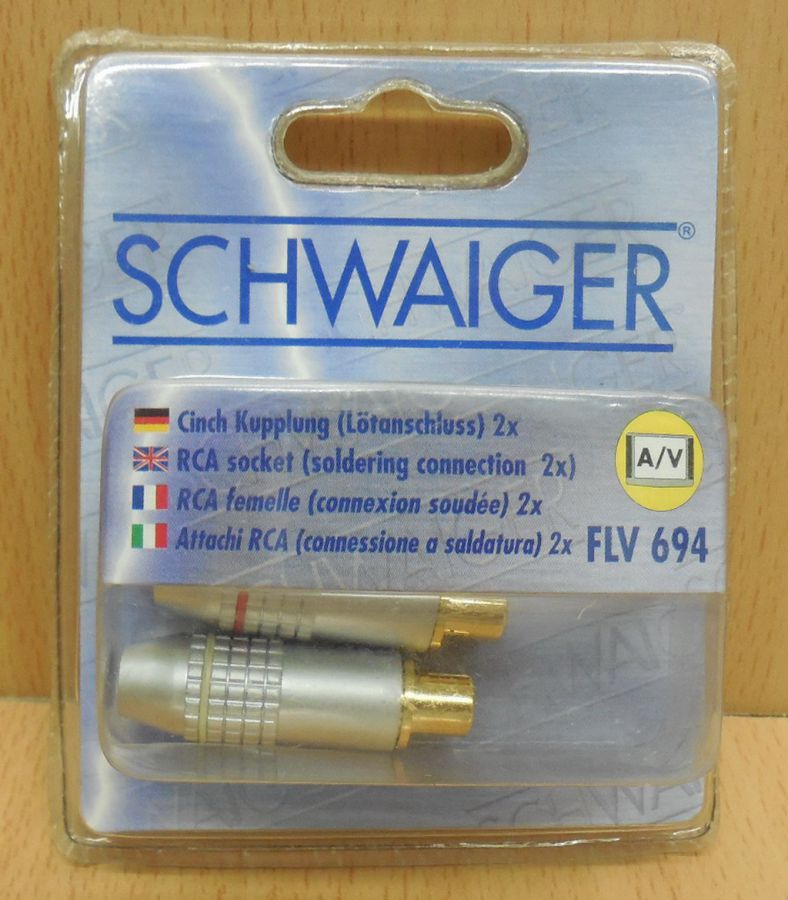 SCHWAIGER®
Cinch Kupplung (Lötanschluss) 2x
RCA socket (soldering connection 2x)
A/V
RCA femelle (connexion soudée) 2x
Attachi RCA (connessione a saldatura) 2x FLV 694